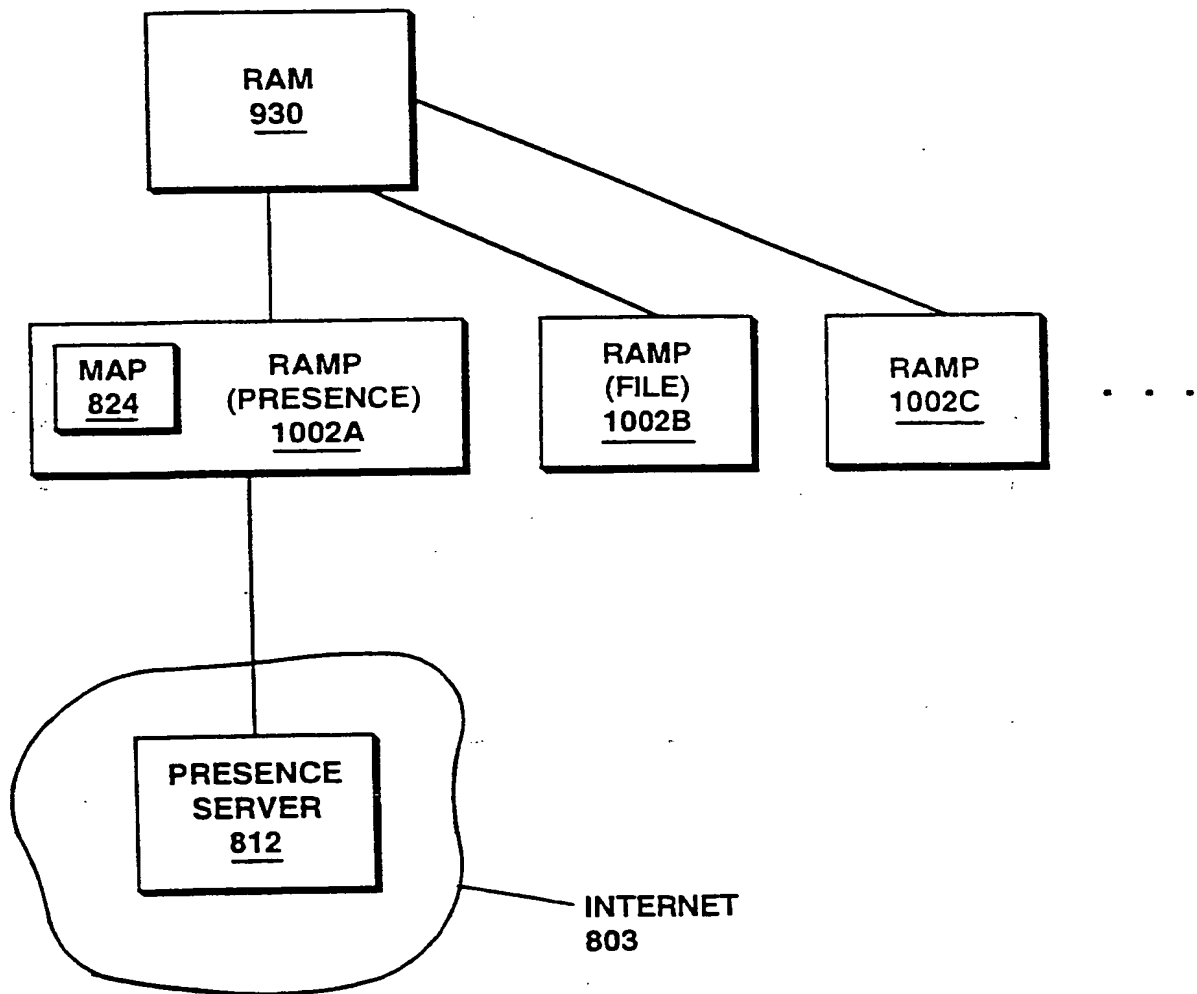 RAM
930
MAP
824
RAMP
(PRESENCE)
1002A
RAMP
(FILE)
1002B
RAMP
1002C
. . .
PRESENCE
SERVER
812
INTERNET
803